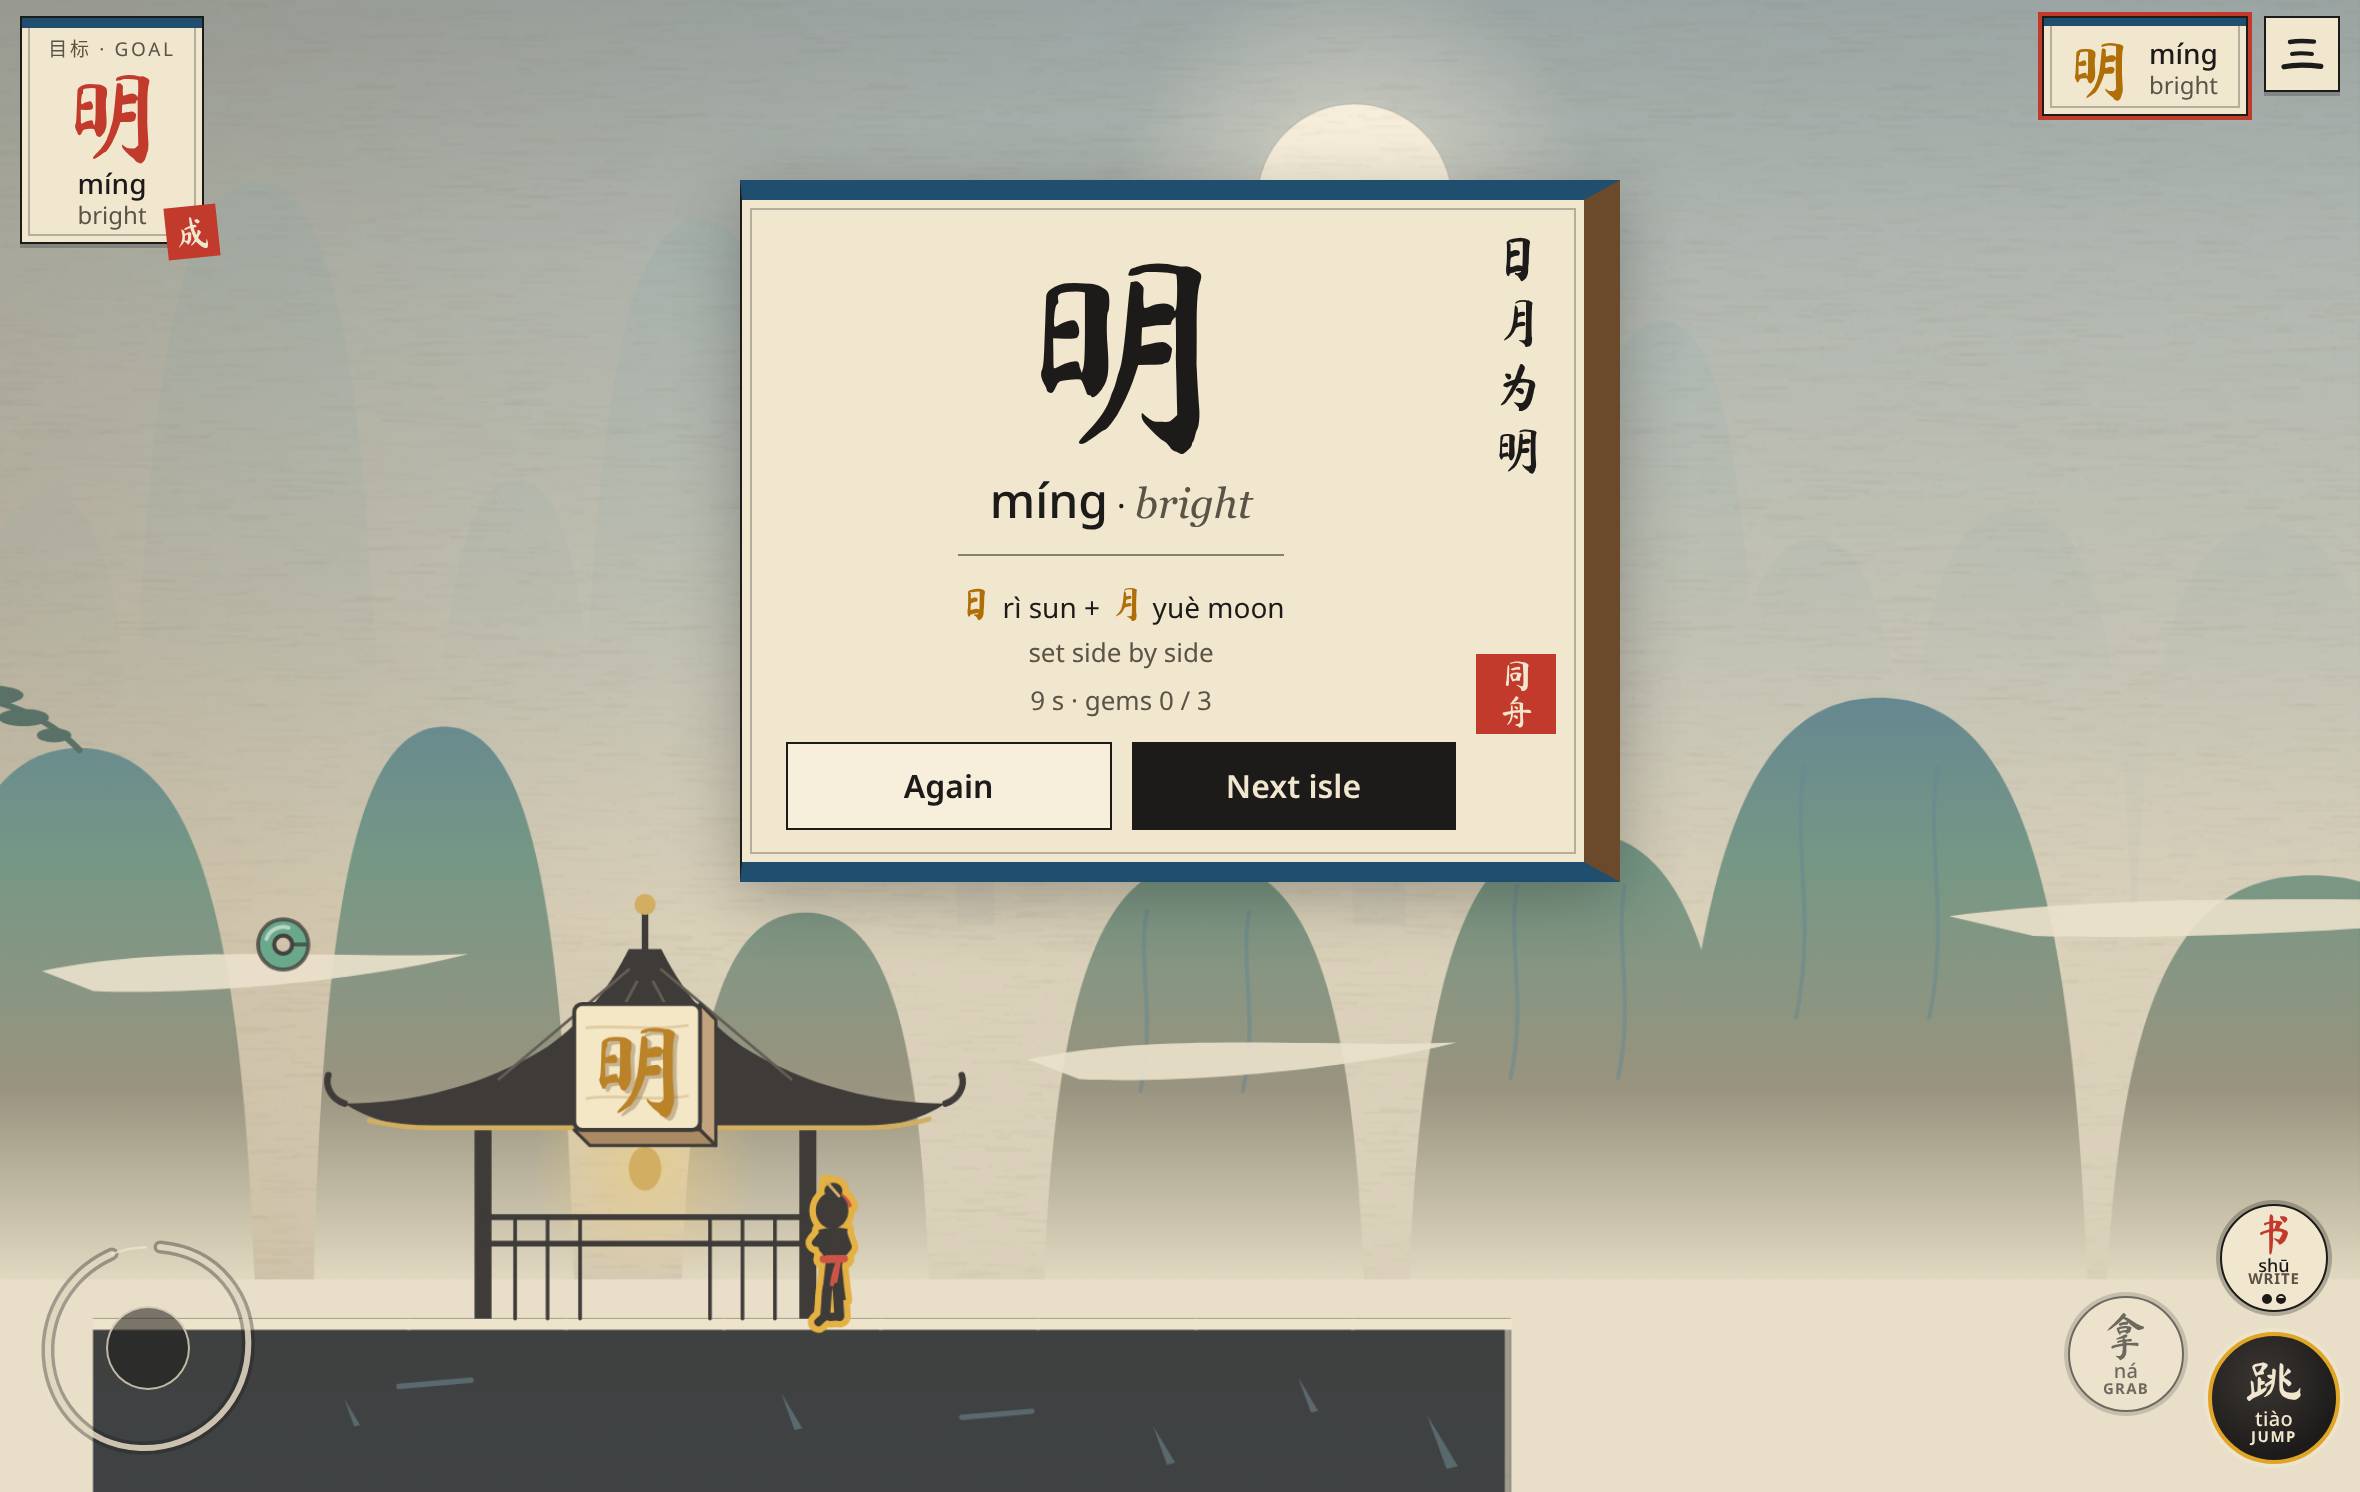 目标 · GOAL
明
míng
bright
成
明
míng
bright
三
明
míng · bright
日 rì sun + 月 yuè moon
set side by side
9 s · gems 0 / 3
日月为明
同舟
Again
Next isle
明
书
shū
WRITE
拿
ná
GRAB
跳
tiào
JUMP